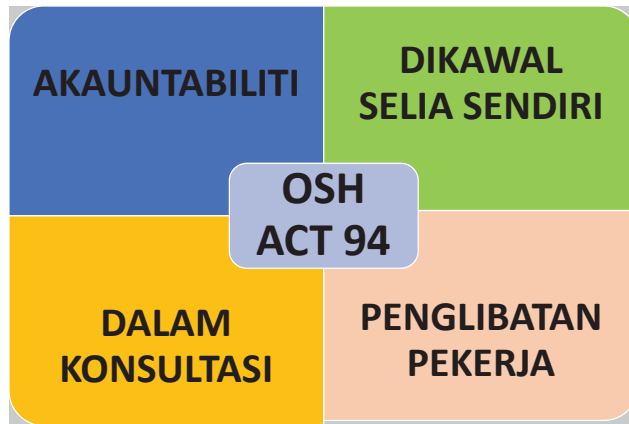 AKAUNTABILITI
DIKAWAL
SELIA SENDIRI
OSH
ACT 94
DALAM
KONSULTASI
PENGLIBATAN
PEKERJA